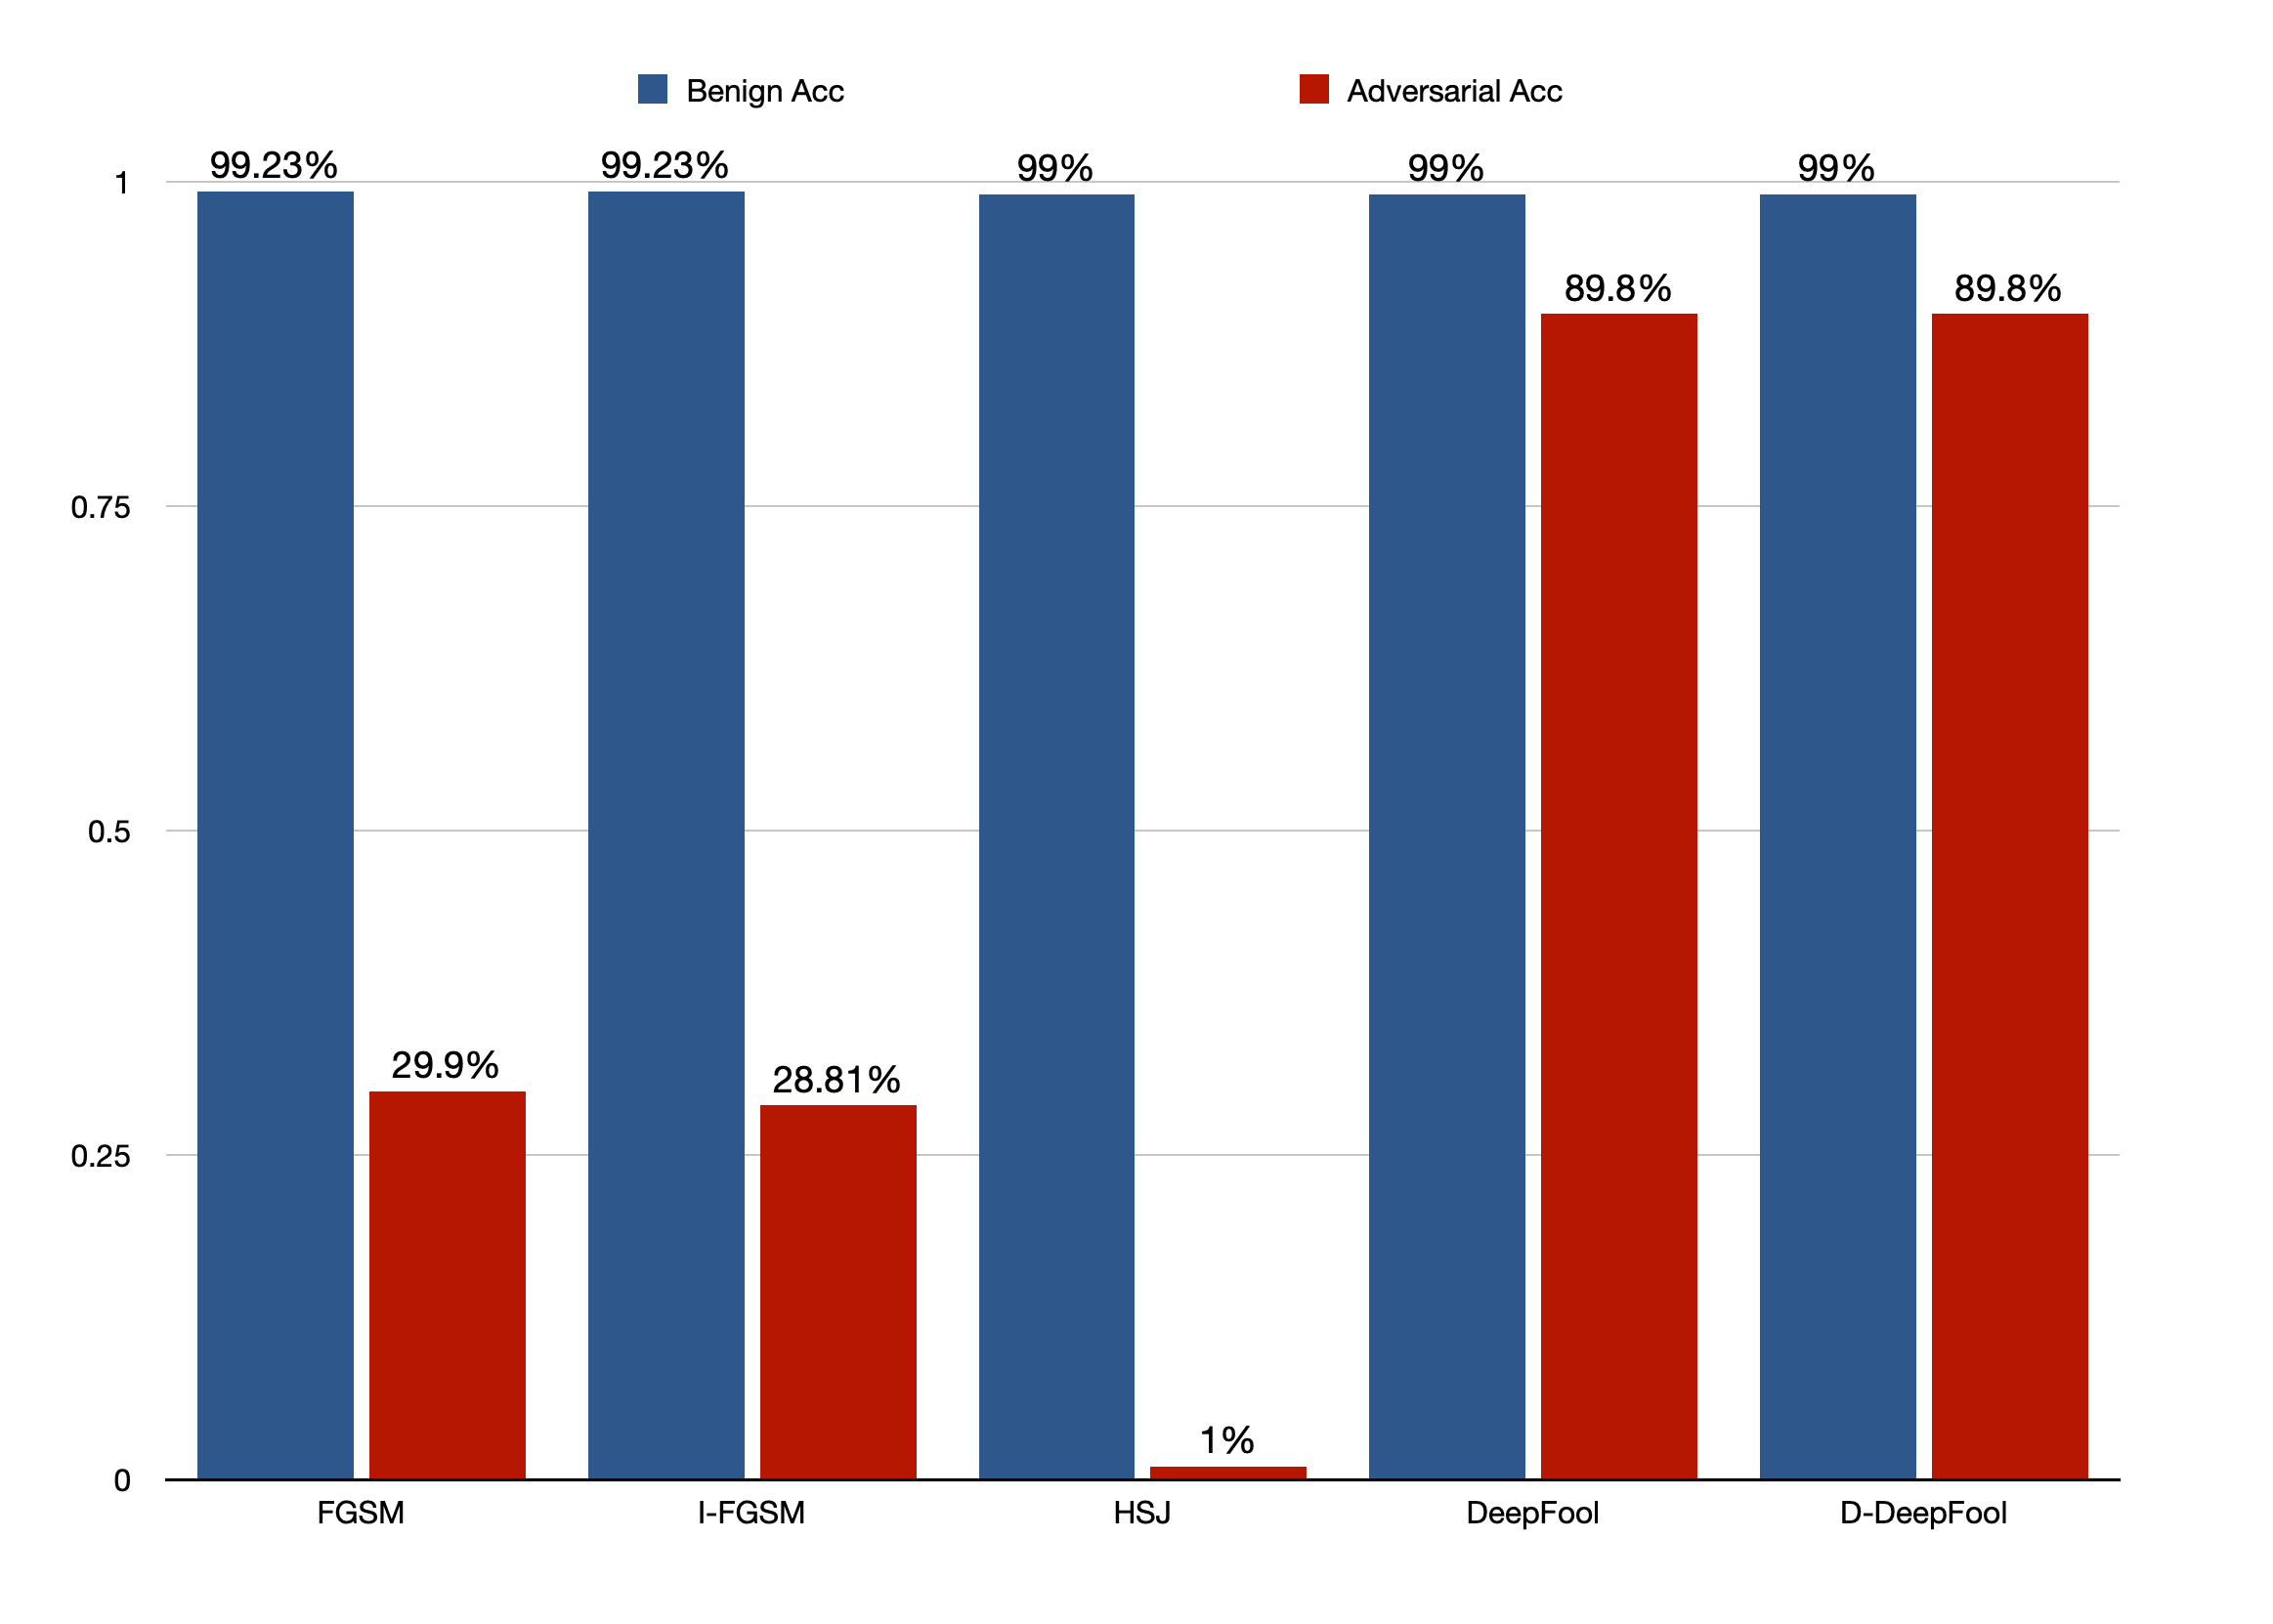 Benign Acc
Adversarial Acc
99.23%
99.23%
99%
99%
99%
1
89.8%
89.8%
0.75
0.5
29.9%
28.81%
0.25
1%
0
FGSM
I-FGSM
HSJ
DeepFool
D-DeepFool